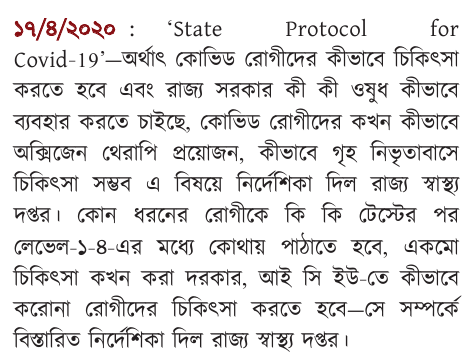 ১৭/৪/২০২০ : ‘State Protocol for
Covid-19’—অর্থাৎ কোভিড রোগীদের কীভাবে চিকিৎসা
করতে হবে এবং রাজ্য সরকার কী কী ওষুধ কীভাবে
ব্যবহার করতে চাইছে, কোভিড রোগীদের কখন কীভাবে
অক্সিজেন থেরাপি প্রয়োজন, কীভাবে গৃহ নিভৃতাবাসে
চিকিৎসা সম্ভব এ বিষয়ে নির্দেশিকা দিল রাজ্য স্বাস্থ্য
দপ্তর। কোন ধরনের রোগীকে কি কি টেস্টের পর
লেভেল-১-৪-এর মধ্যে কোথায় পাঠাতে হবে, একমো
চিকিৎসা কখন করা দরকার, আই সি ইউ-তে কীভাবে
করোনা রোগীদের চিকিৎসা করতে হবে—সে সম্পর্কে
বিস্তারিত নির্দেশিকা দিল রাজ্য স্বাস্থ্য দপ্তর।